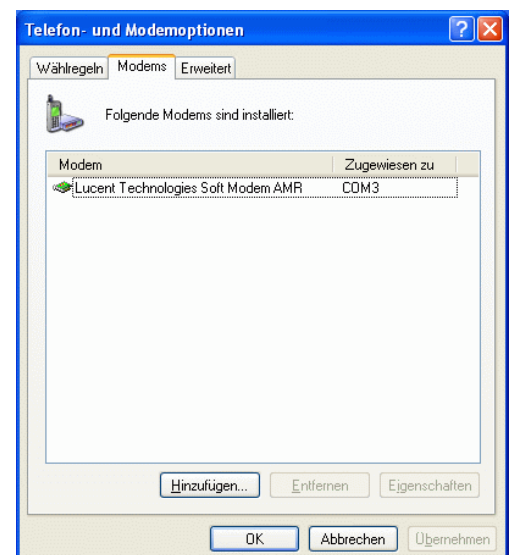 Telefon- und Modemoptionen
Wählregeln Modems Erweitert
Folgende Modems sind installiert:
Modem Zugewiesen zu
Lucent Technologies Soft Modem AMR COM3
Hinzufügen... Entfernen Eigenschaften
OK Abbrechen Übernehmen